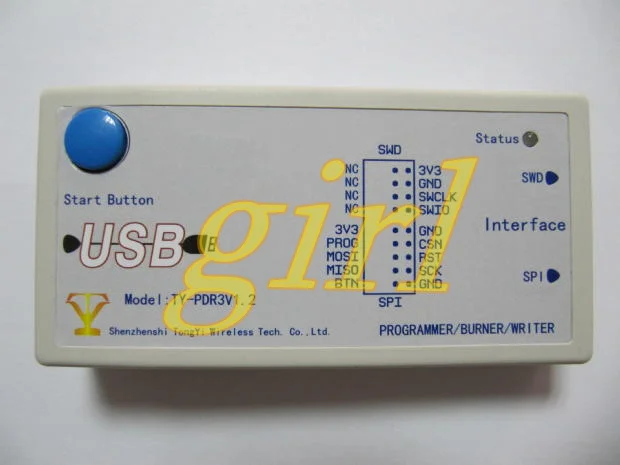 Status
SWD
NC 3V3
NC GND
NC SWCLK
NC SWIO
3V3 GND
PROG CSN
MOSI RST
MISO SCK
BTN GND
SPI
SWD
Interface
SPI
Start Button
USB
girl
Model:TY-PDR3V1.2
Shenzhenshi TongYi Wireless Tech. Co.,Ltd.
PROGRAMMER/BURNER/WRITER